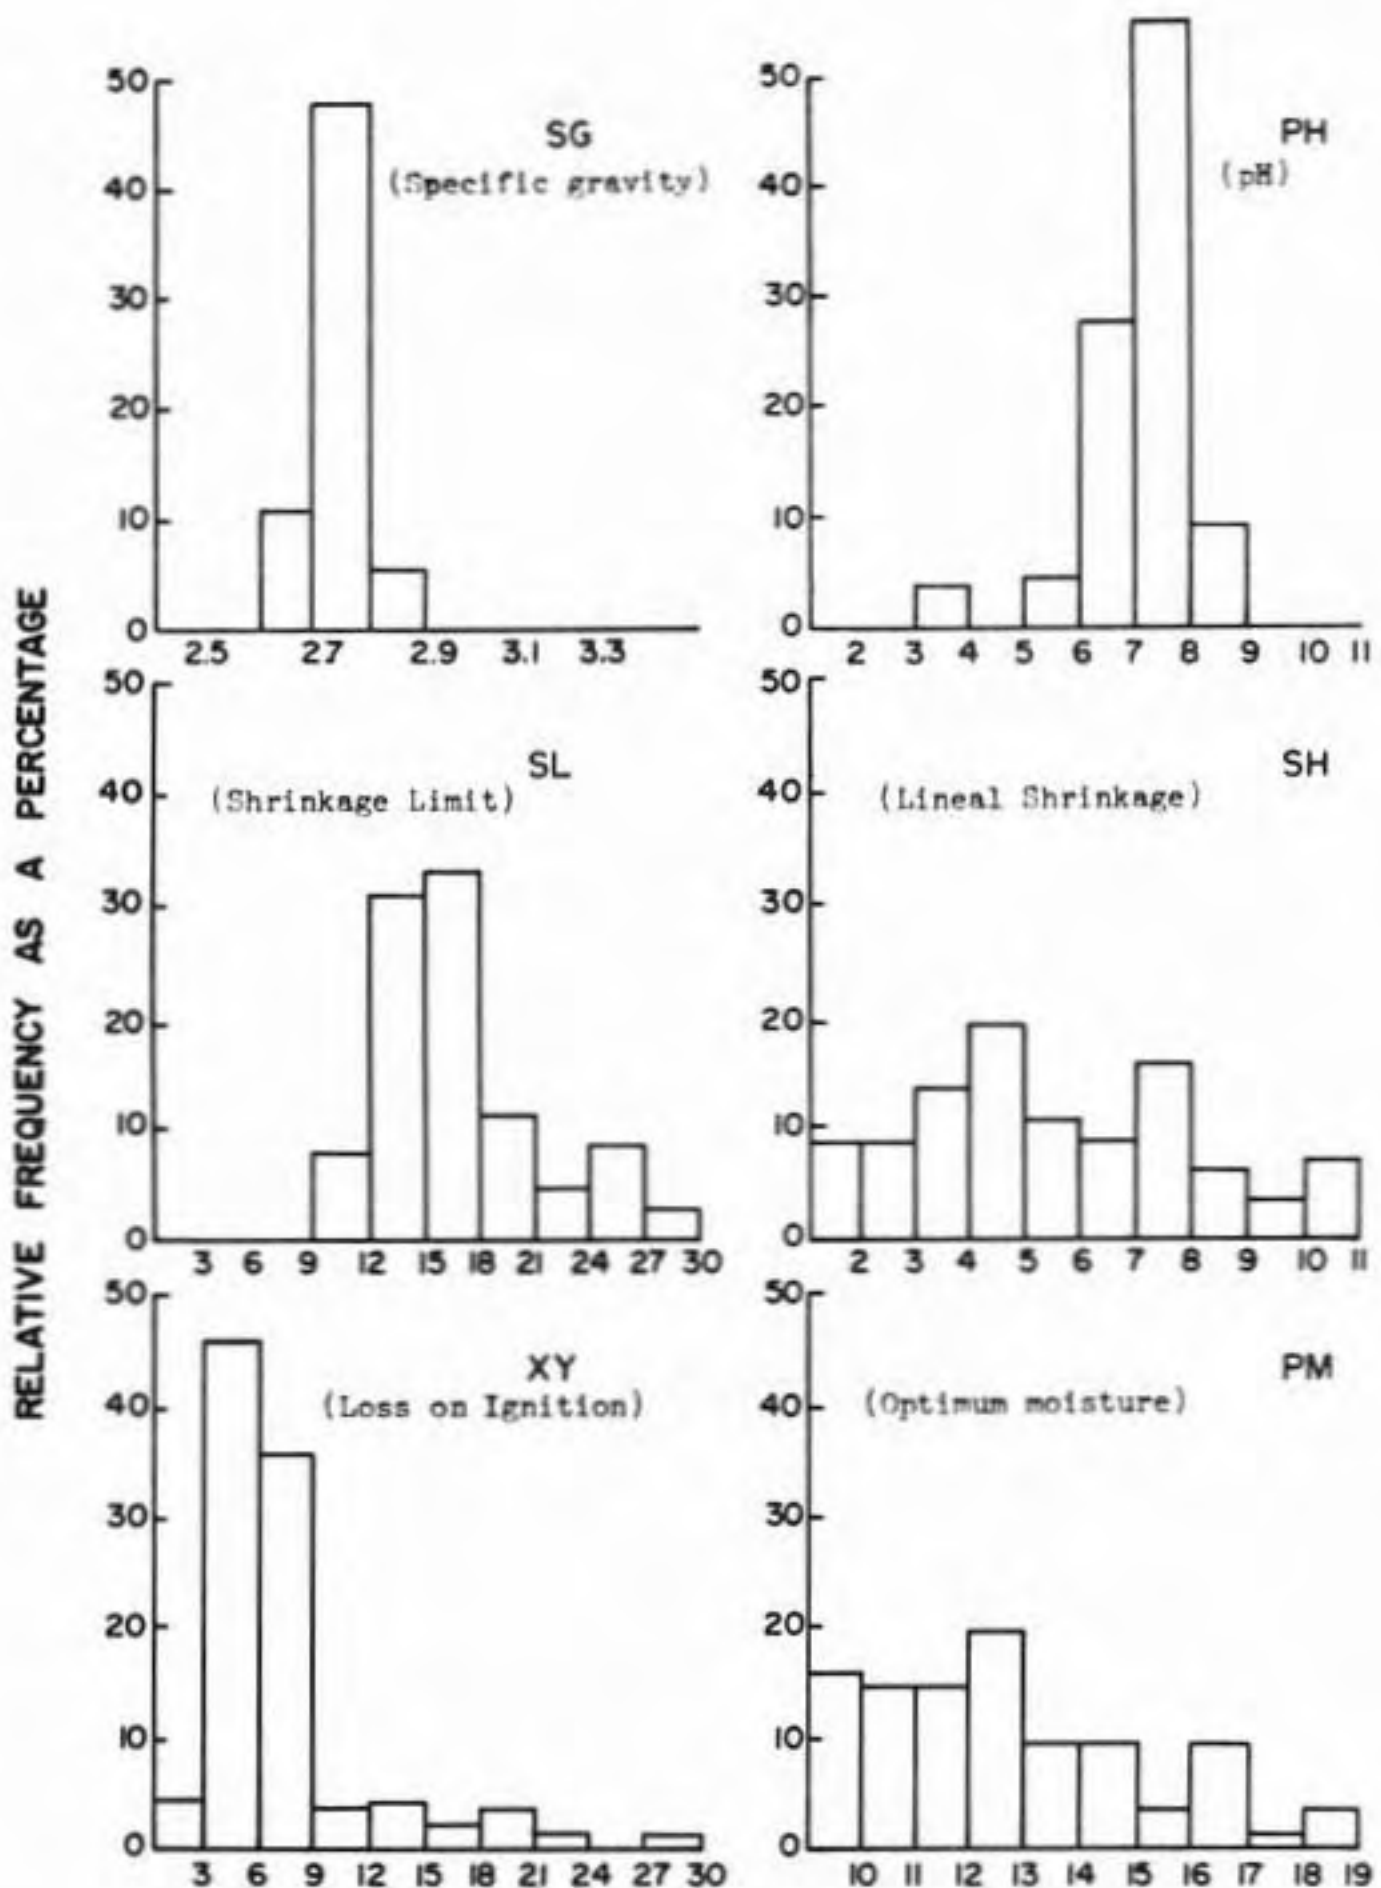 RELATIVE FREQUENCY AS A PERCENTAGE
50
40
30
20
10
0
SG
(Specific gravity)
2.5 2.7 2.9 3.1 3.3
50
40
30
20
10
0
PH
(pH)
2 3 4 5 6 7 8 9 10 11
50
40
30
20
10
0
SL
(Shrinkage Limit)
3 6 9 12 15 18 21 24 27 30
50
40
30
20
10
0
SH
(Lineal Shrinkage)
2 3 4 5 6 7 8 9 10 11
50
40
30
20
10
0
XY
(Loss on Ignition)
3 6 9 12 15 18 21 24 27 30
50
40
30
20
10
0
PM
(Optimum moisture)
10 11 12 13 14 15 16 17 18 19